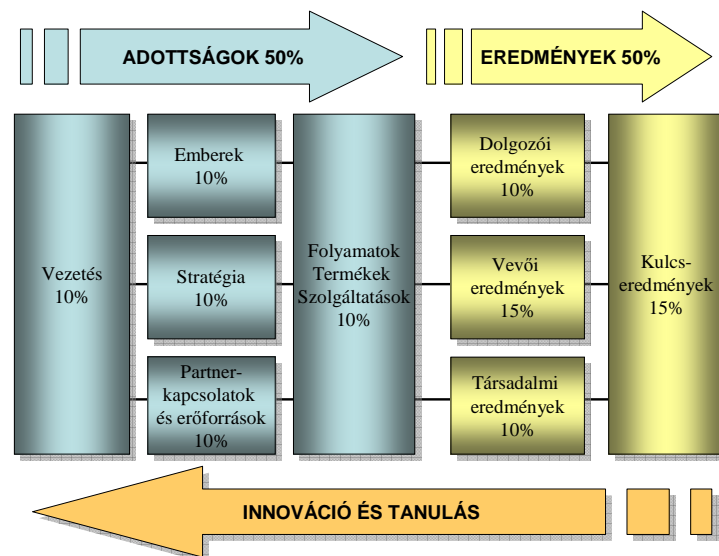 ADOTTSÁGOK 50%
EREDMÉNYEK 50%
Vezetés
10%
Emberek
10%
Stratégia
10%
Partner-
kapcsolatok
és erőforrások
10%
Folyamatok
Termékek
Szolgáltatások
10%
Dolgozói
eredmények
10%
Vevői
eredmények
15%
Társadalmi
eredmények
10%
Kulcs-
eredmények
15%
INNOVÁCIÓ ÉS TANULÁS